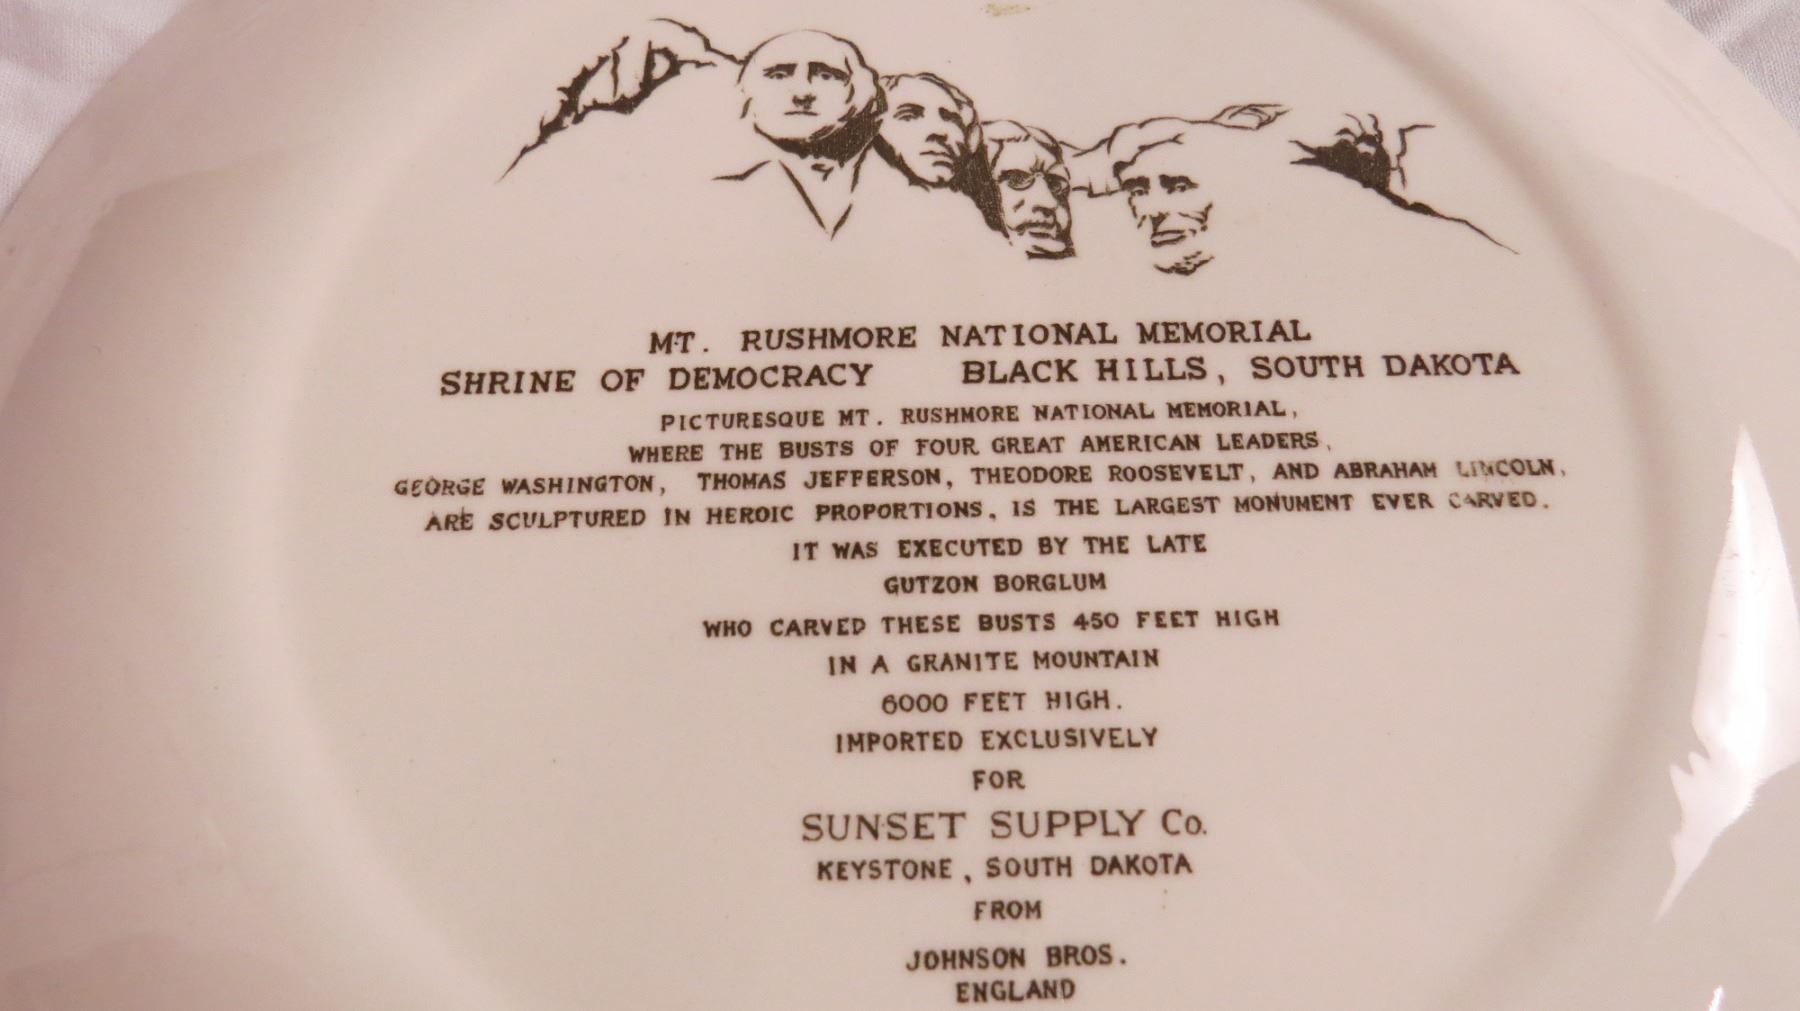 MT. RUSHMORE NATIONAL MEMORIAL
SHRINE OF DEMOCRACY BLACK HILLS, SOUTH DAKOTA
PICTURESQUE MT. RUSHMORE NATIONAL MEMORIAL,
WHERE THE BUSTS OF FOUR GREAT AMERICAN LEADERS,
GEORGE WASHINGTON, THOMAS JEFFERSON, THEODORE ROOSEVELT, AND ABRAHAM LINCOLN,
ARE SCULPTURED IN HEROIC PROPORTIONS, IS THE LARGEST MONUMENT EVER CARVED.
IT WAS EXECUTED BY THE LATE
GUTZON BORGLUM
WHO CARVED THESE BUSTS 450 FEET HIGH
IN A GRANITE MOUNTAIN
6000 FEET HIGH.
IMPORTED EXCLUSIVELY
FOR
SUNSET SUPPLY Co.
KEYSTONE, SOUTH DAKOTA
FROM
JOHNSON BROS.
ENGLAND